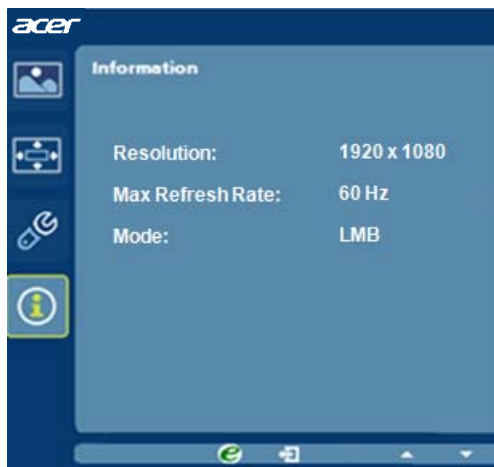 acer
Information
Resolution: 1920 x 1080
Max Refresh Rate: 60 Hz
Mode: LMB